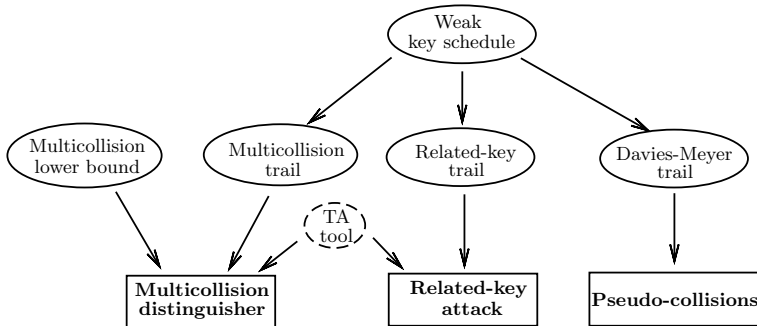 Weak
key schedule
Multicollision
lower bound
Multicollision
trail
Related-key
trail
Davies-Meyer
trail
TA
tool
Multicollision
distinguisher
Related-key
attack
Pseudo-collisions